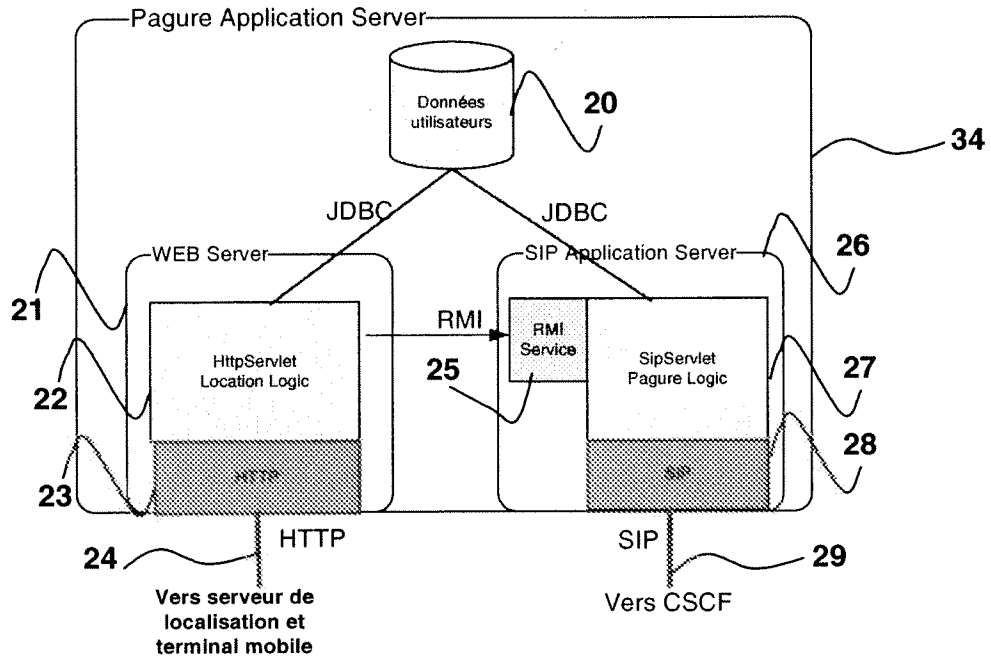 Pagure Application Server
Données
utilisateurs
20
34
JDBC
JDBC
WEB Server
SIP Application Server
26
21
RMI
RMI
Service
HttpServlet
Location Logic
SipServlet
Pagure Logic
22
25
27
23
HTTP
SIP
28
24
HTTP
SIP
29
Vers serveur de
localisation et
terminal mobile
Vers CSCF